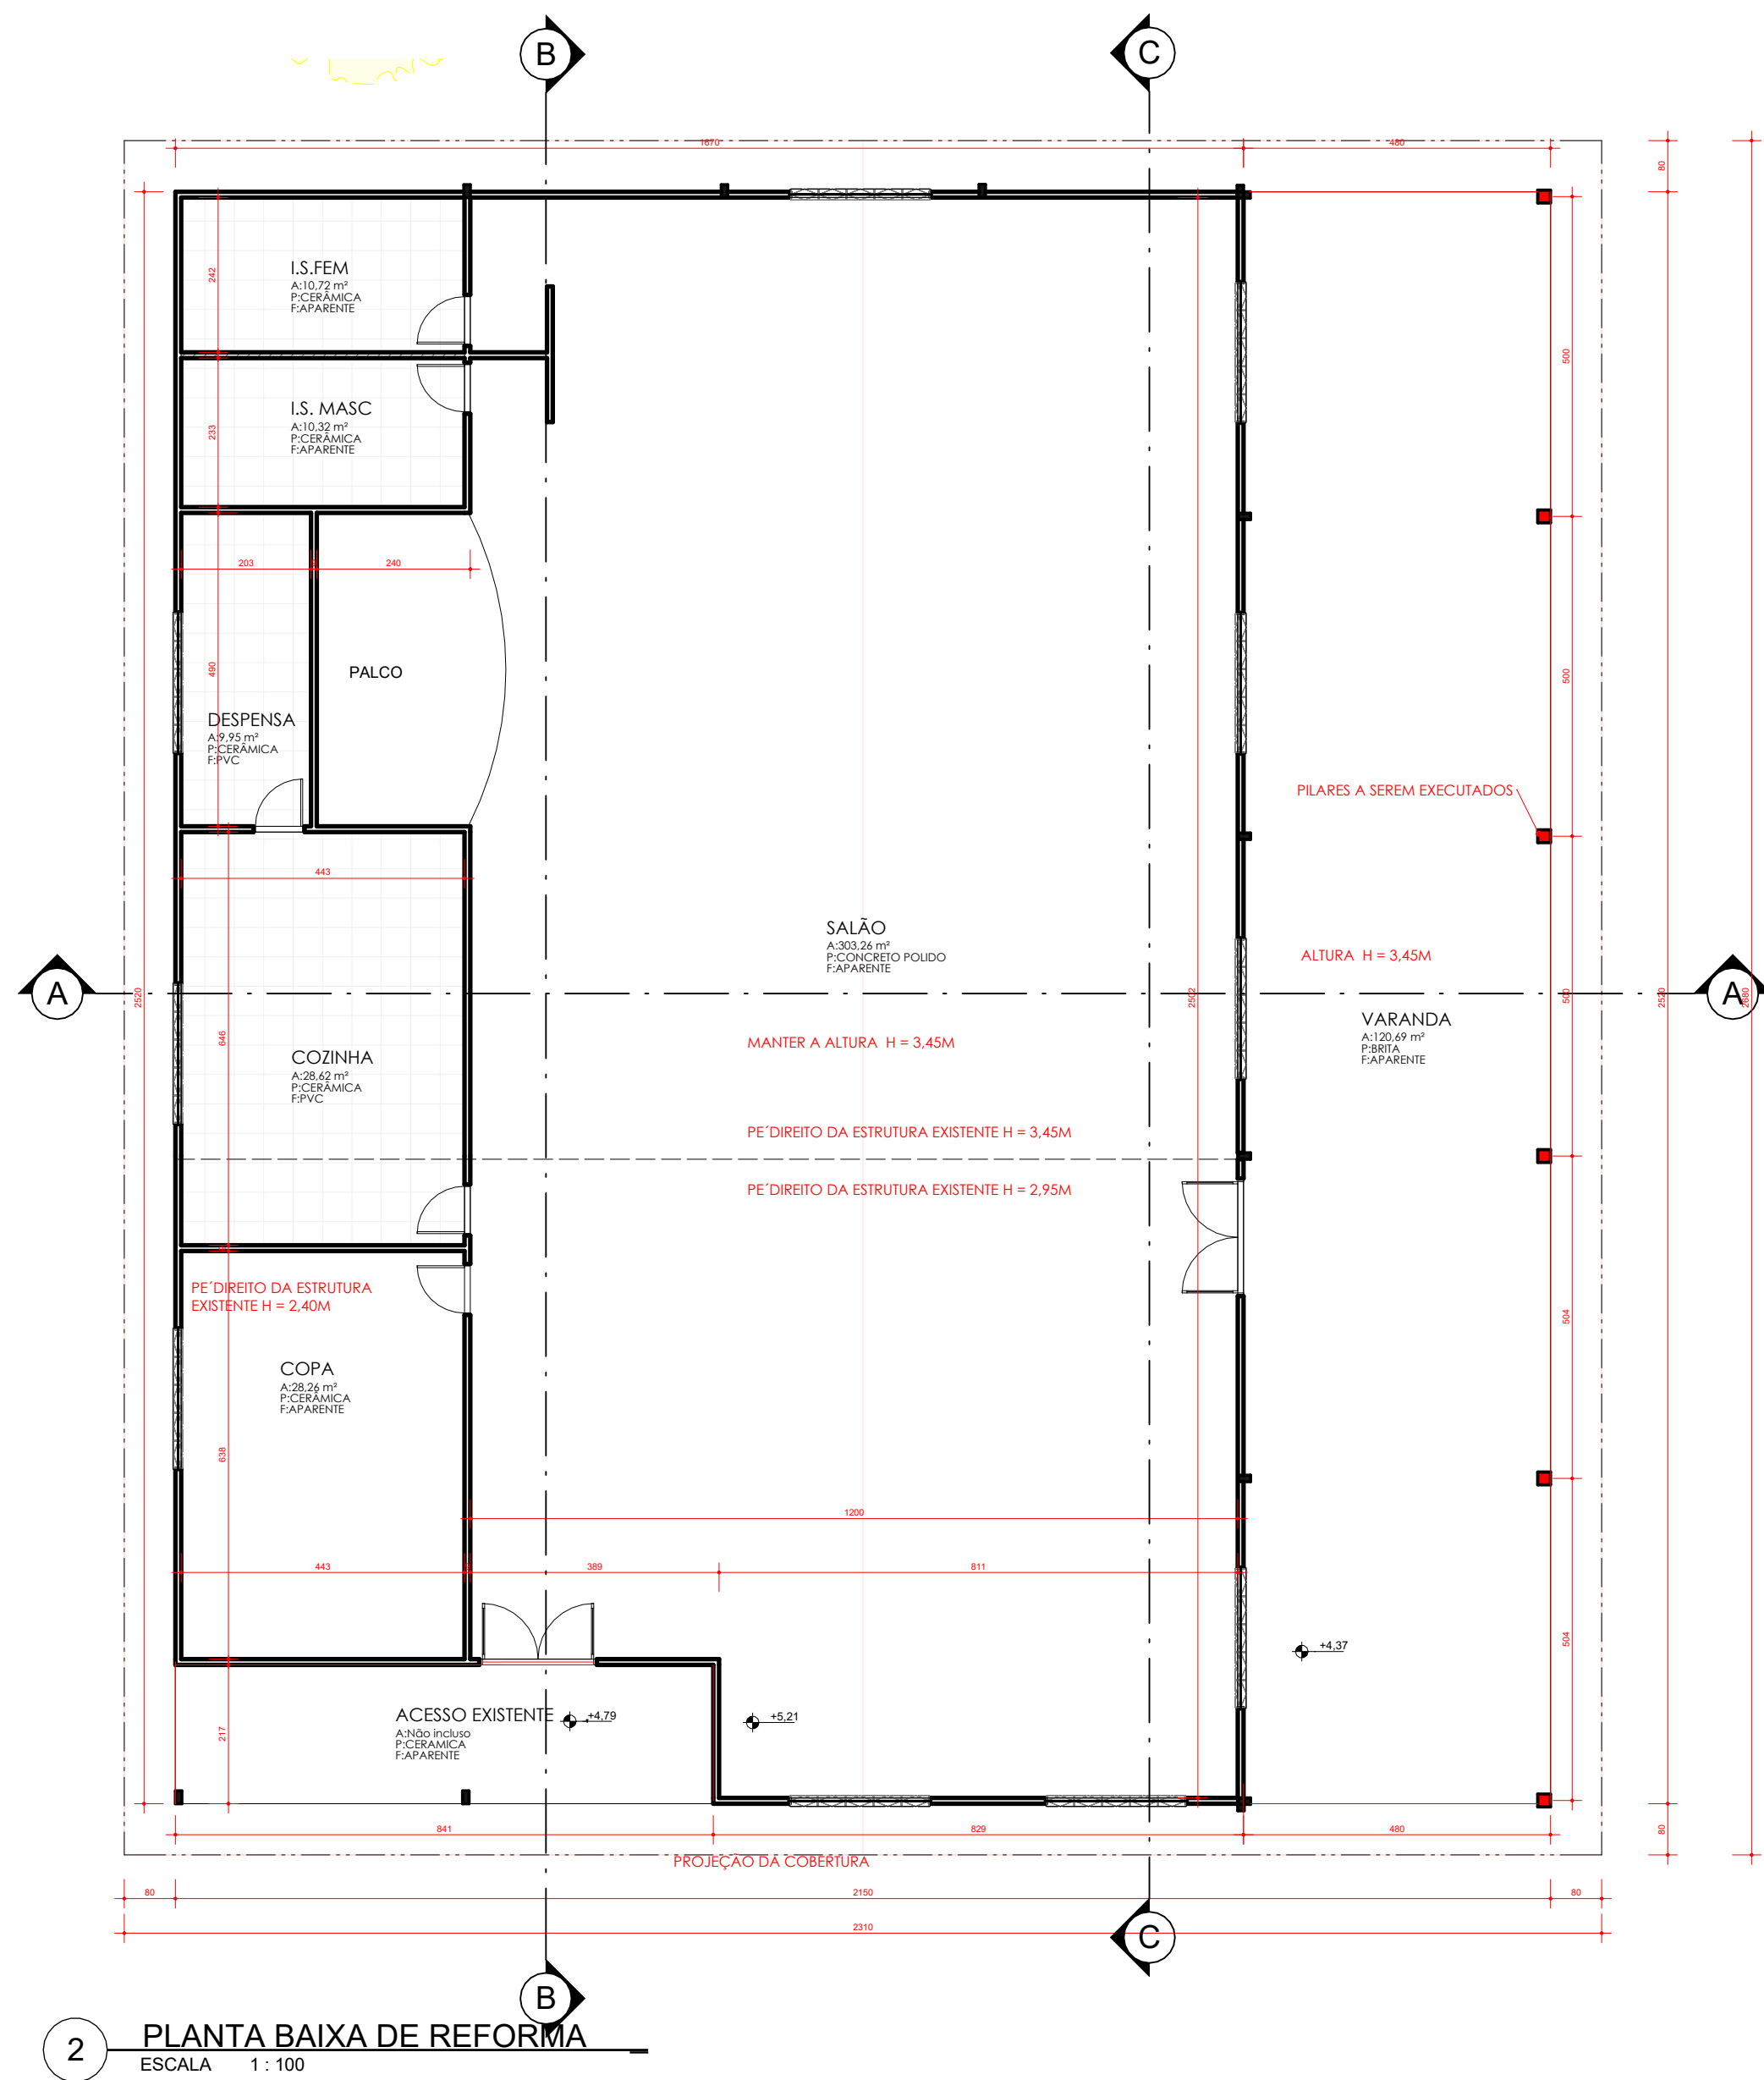 B
C
1670
480
80
I.S.FEM
A:10,72 m²
P:CERÂMICA
F:APARENTE
242
500
I.S. MASC
A:10,32 m²
P:CERÂMICA
F:APARENTE
233
203
240
490
PALCO
500
DESPENSA
A:9,95 m²
P:CERÂMICA
F:PVC
PILARES A SEREM EXECUTADOS
443
SALÃO
A:303,26 m²
P:CONCRETO POLIDO
F:APARENTE
ALTURA H = 3,45M
A
2520
2502
500
2520
2680
A
VARANDA
A:120,69 m²
P:BRITA
F:APARENTE
646
MANTER A ALTURA H = 3,45M
COZINHA
A:28,62 m²
P:CERÂMICA
F:PVC
PE´DIREITO DA ESTRUTURA EXISTENTE H = 3,45M
PE´DIREITO DA ESTRUTURA EXISTENTE H = 2,95M
PE´DIREITO DA ESTRUTURA
EXISTENTE H = 2,40M
504
COPA
A:28,26 m²
P:CERÂMICA
F:APARENTE
638
1200
443
389
811
504
+4,37
ACESSO EXISTENTE
A:Não incluso
P:CERAMICA
F:APARENTE
+4,79
+5,21
217
841
829
480
80
PROJEÇÃO DA COBERTURA
80
2150
80
2310
C
B
2
PLANTA BAIXA DE REFORMA
ESCALA 1 : 100